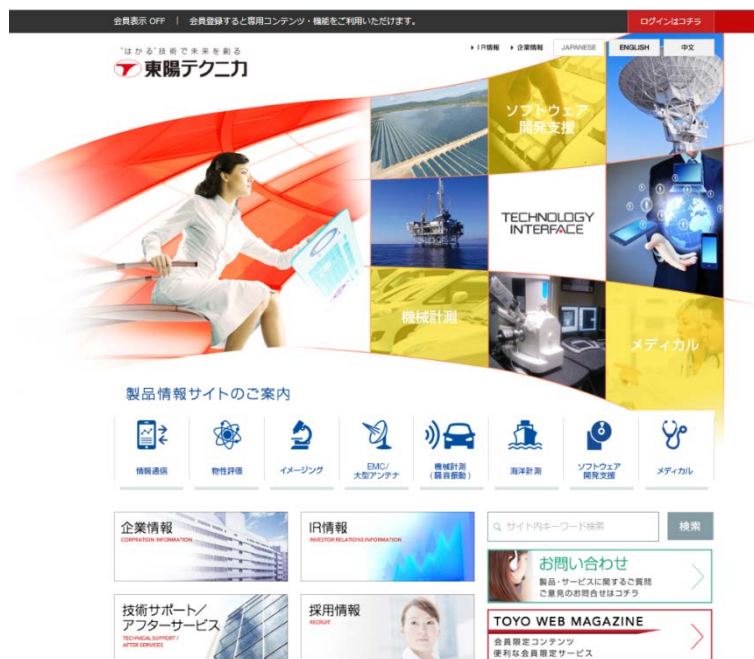 会員表示 OFF | 会員登録すると専用コンテンツ・機能をご利用いただけます。 ログインはコチラ
"はかる"技術で未来を創る
東陽テクニカ
IR情報 企業情報 JAPANESE ENGLISH 中文
ソフトウェア
開発支援
TECHNOLOGY
INTERFACE
機械計測
メディカル
製品情報サイトのご案内
情報通信 物性評価 イメージング EMC/
大型アンテナ 機械計測
(騒音振動) 海洋計測 ソフトウェア
開発支援 メディカル
企業情報
CORPRATION INFORMATION
IR情報
INVESTOR RELATIONS INFORMATION
サイト内キーワード検索 検索
お問い合わせ
製品・サービスに関するご質問
ご意見のお問合せはコチラ
技術サポート/
アフターサービス
TECHNICAL SUPPORT /
AFTER SERVICES
採用情報
RECRUIT
TOYO WEB MAGAZINE
会員限定コンテンツ
便利な会員限定サービス